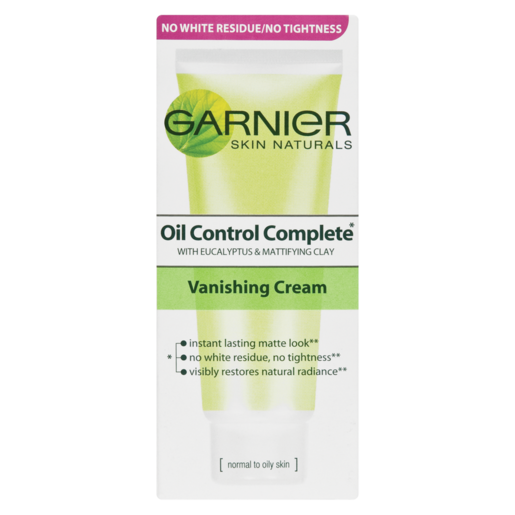 NO WHITE RESIDUE/NO TIGHTNESS
GARNIER
SKIN NATURALS
Oil Control Complete*
WITH EUCALYPTUS & MATTIFYING CLAY
Vanishing Cream
* • instant lasting matte look**
• no white residue, no tightness**
• visibly restores natural radiance**
[ normal to oily skin ]